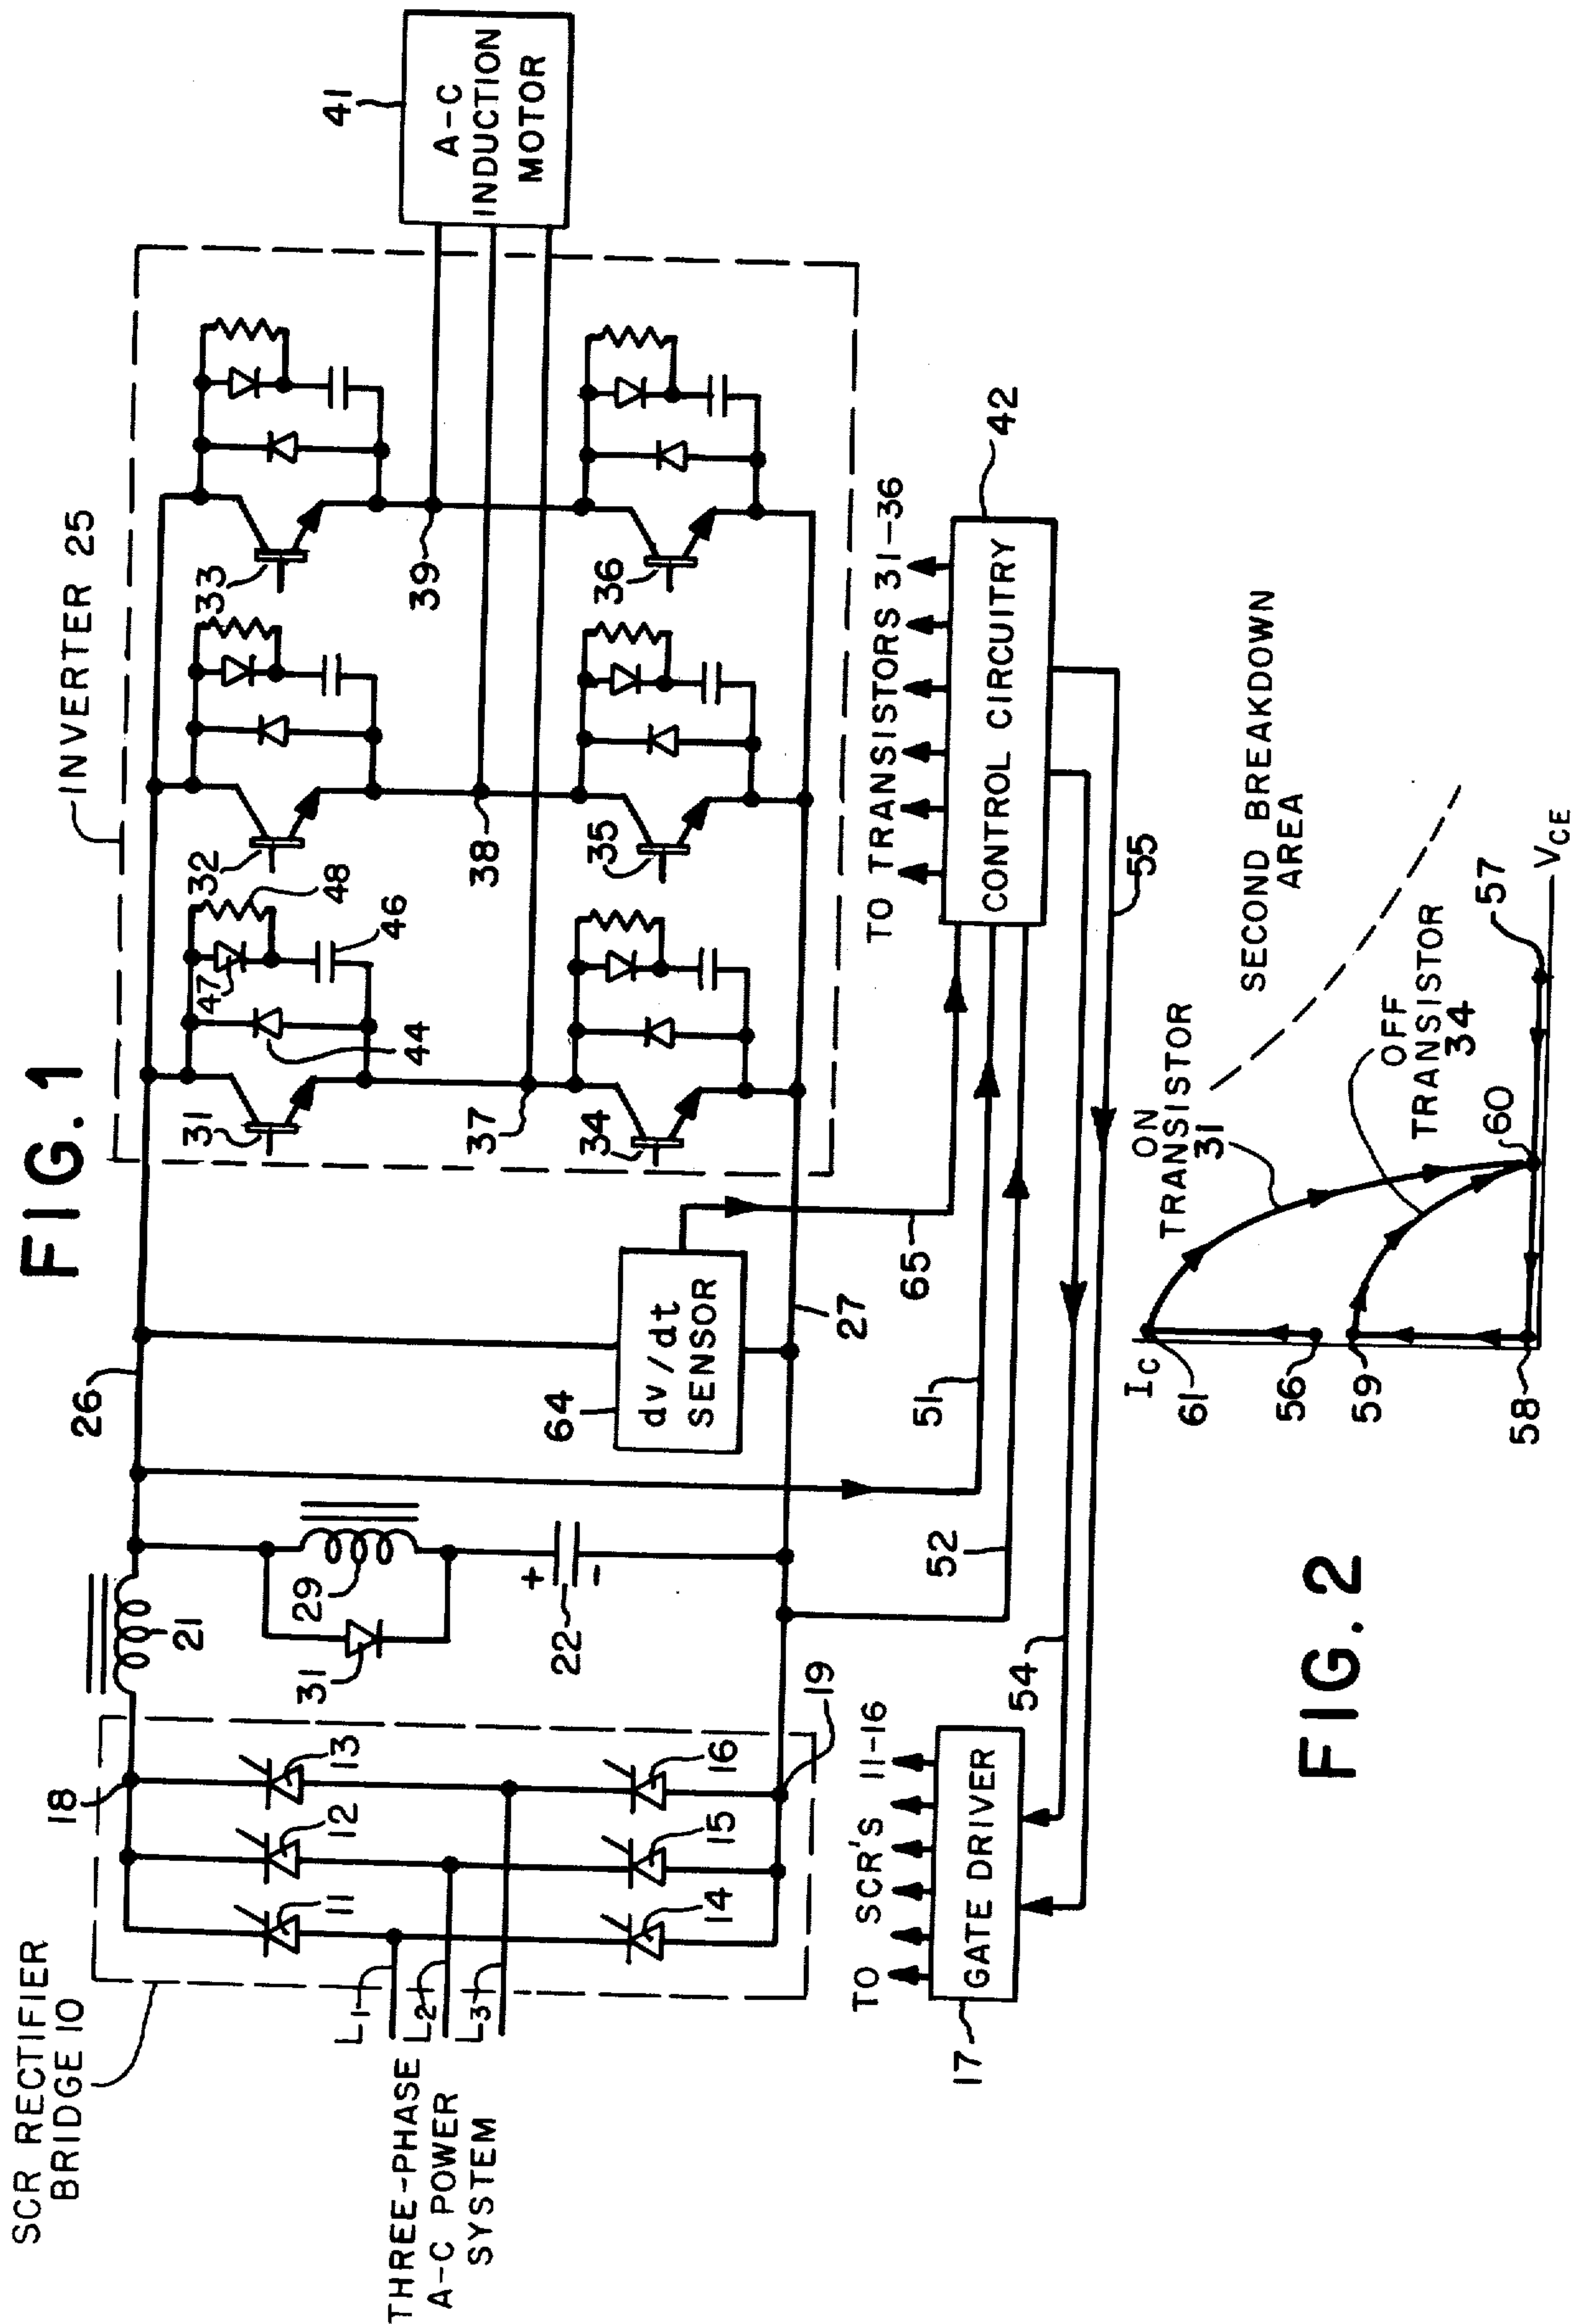 FIG. 1
SCR RECTIFIER
BRIDGE 10
18
11
12
13
14
15
16
19
L1
L2
L3
THREE-PHASE
A-C POWER
SYSTEM
21
31
29
+
-
22
26
27
64
dv/dt
SENSOR
65
51
52
INVERTER 25
31
32
33
47
48
46
44
37
38
39
34
35
36
41
A-C
INDUCTION
MOTOR
TO SCR'S 11-16
GATE DRIVER
17
54
55
TO TRANSISTORS 31-36
CONTROL CIRCUITRY
42
FIG. 2
IC
61
56
59
58
ON
TRANSISTOR
31
OFF
TRANSISTOR
34
60
57
VCE
SECOND BREAKDOWN
AREA